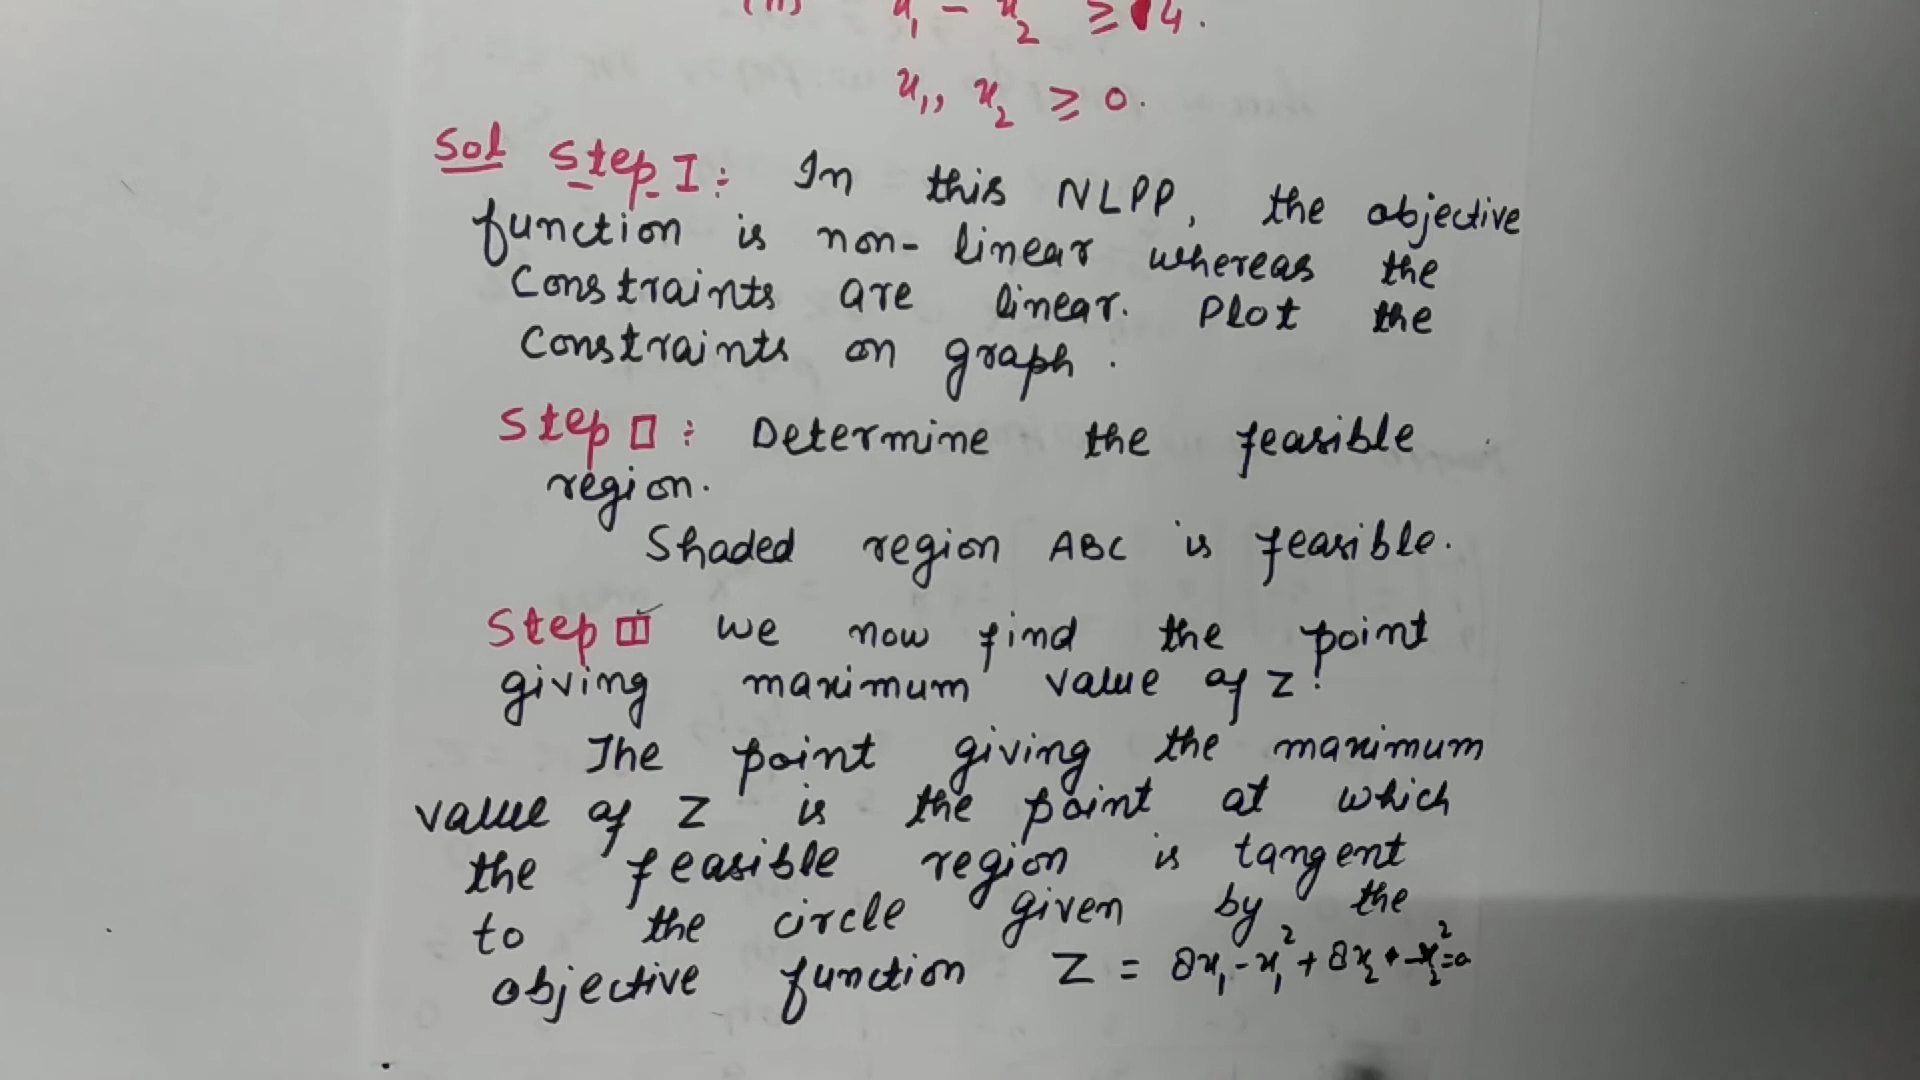 x₁ - x₂ ≥ 4.
x₁, x₂ ≥ 0.
Sol Step I: In this NLPP, the objective
function is non-linear whereas the
Constraints are linear. Plot the
Constraints on graph.
Step II: Determine the feasible
region.
Shaded region ABC is feasible.
Step III we now find the point
giving maximum value of Z:
The point giving the maximum
value of Z is the point at which
the feasible region is tangent
to the circle given by the
objective function Z = 8x₁ - x₁² + 8x₂ - x₂² = a